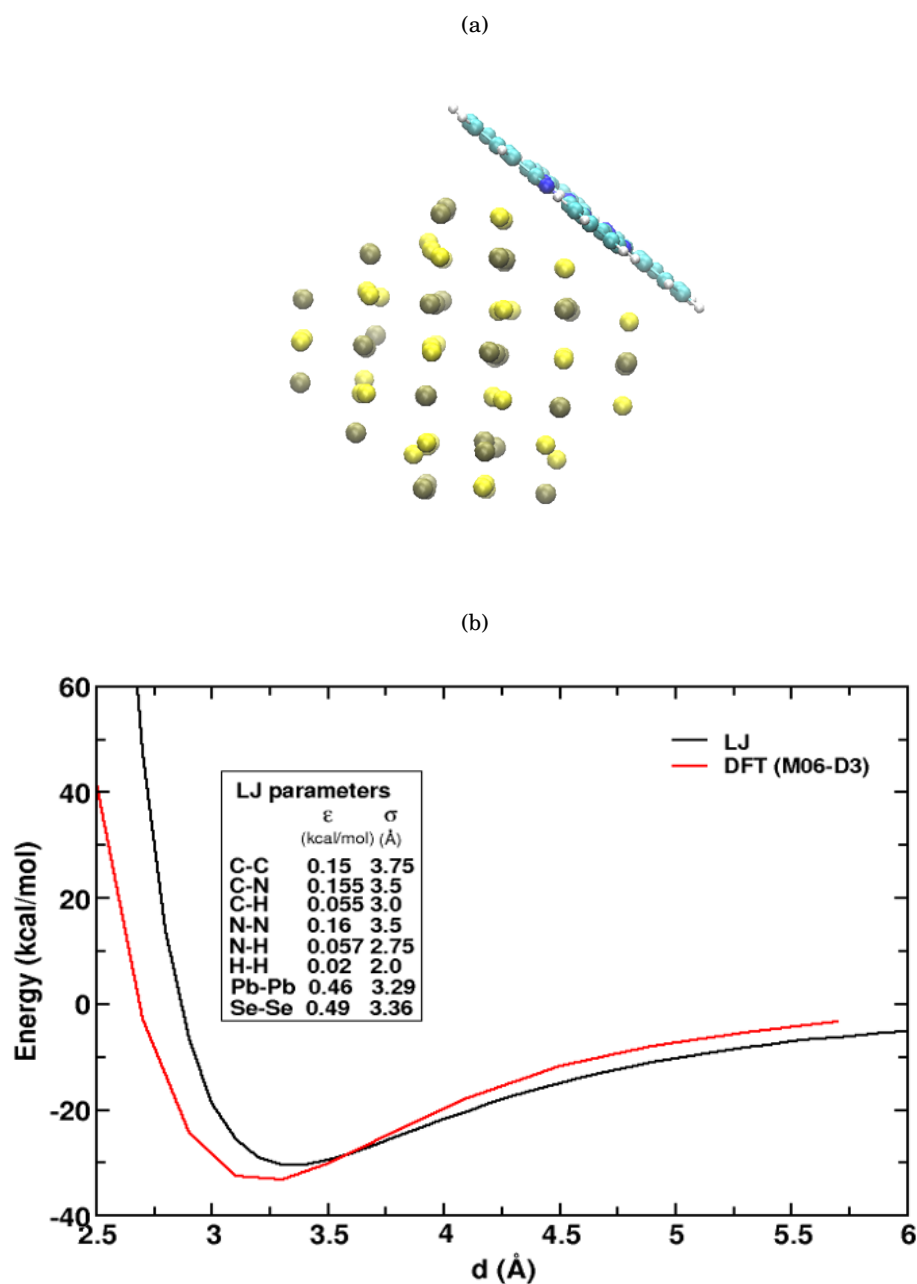 (a)
(b)
60
40
20
0
-20
-40
Energy (kcal/mol)
LJ
DFT (M06-D3)
LJ parameters
ε σ
(kcal/mol) (Å)
C-C 0.15 3.75
C-N 0.155 3.5
C-H 0.055 3.0
N-N 0.16 3.5
N-H 0.057 2.75
H-H 0.02 2.0
Pb-Pb 0.46 3.29
Se-Se 0.49 3.36
2.5 3 3.5 4 4.5 5 5.5 6
d (Å)